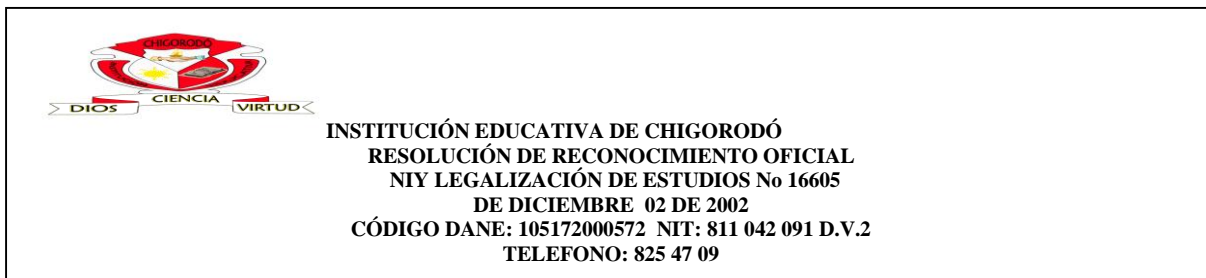 CHIGORODO
DIOS CIENCIA VIRTUD
INSTITUCIÓN EDUCATIVA DE CHIGORODÓ
RESOLUCIÓN DE RECONOCIMIENTO OFICIAL
NIY LEGALIZACIÓN DE ESTUDIOS No 16605
DE DICIEMBRE 02 DE 2002
CÓDIGO DANE: 105172000572 NIT: 811 042 091 D.V.2
TELEFONO: 825 47 09